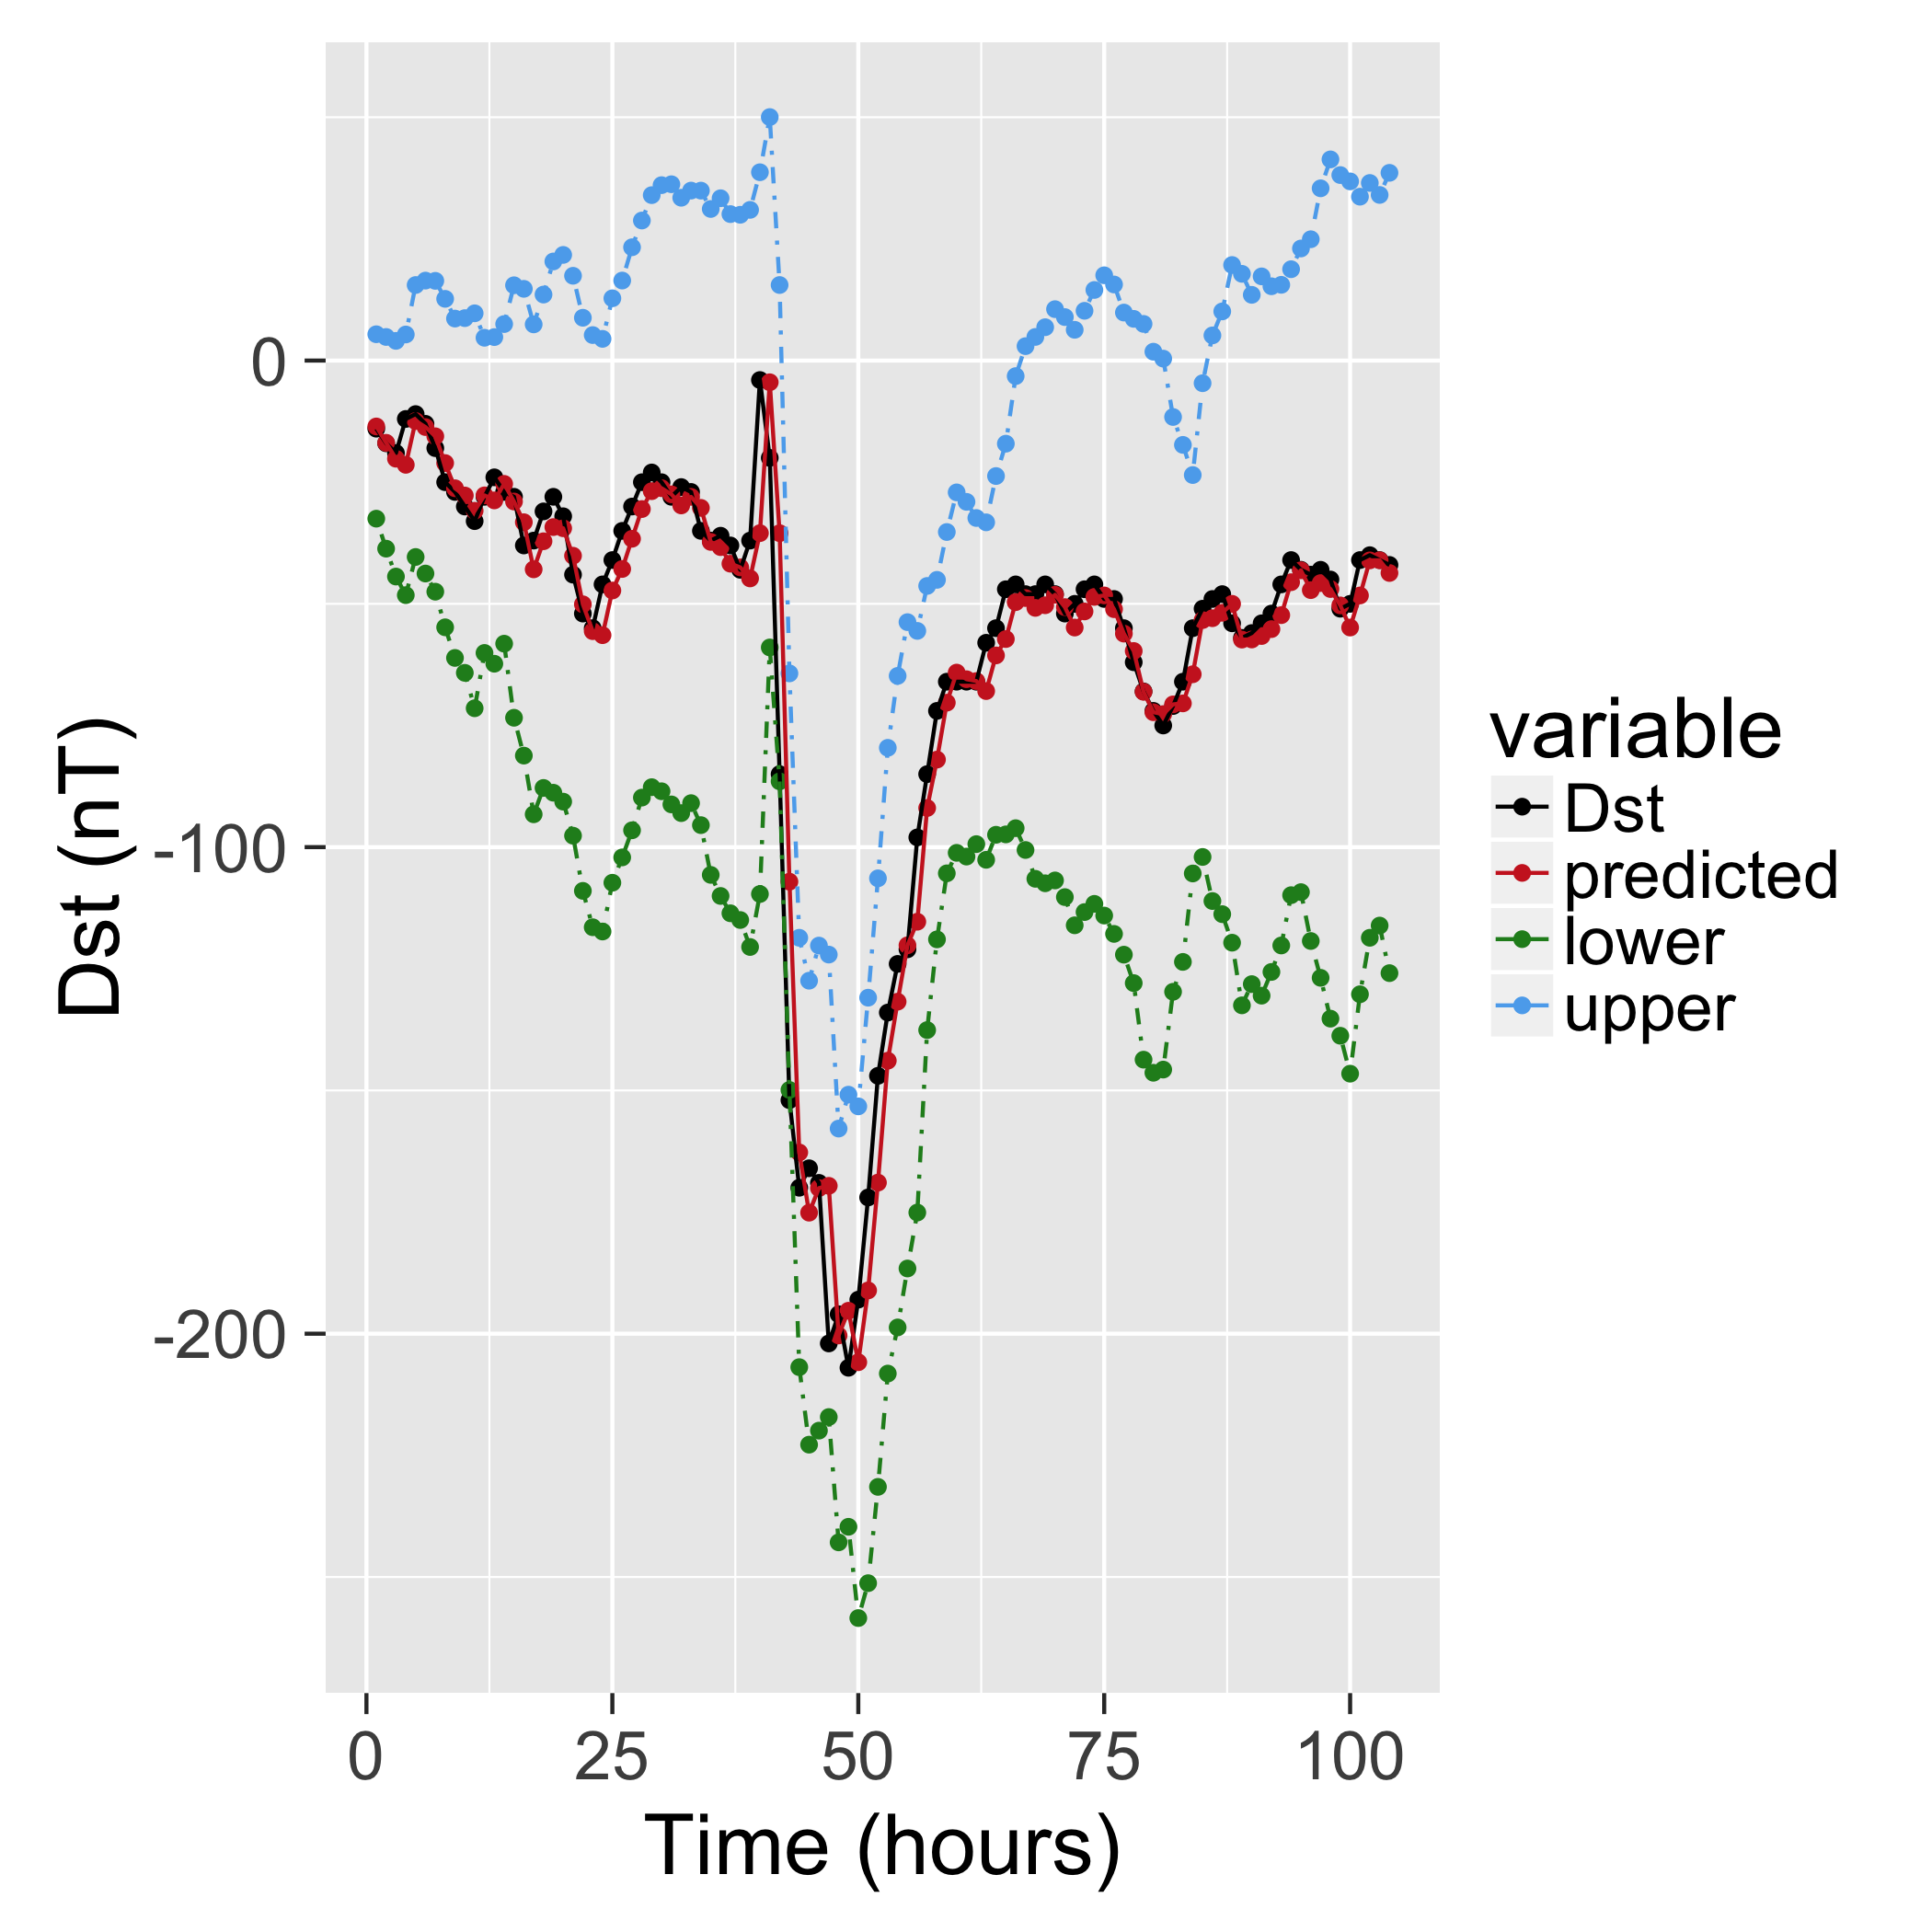 Dst (nT)
0
-100
-200
0 25 50 75 100
Time (hours)
variable
Dst
predicted
lower
upper